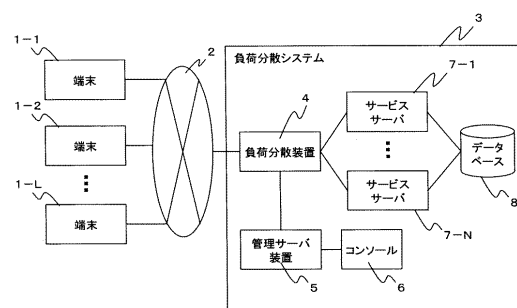 1-1
端末
1-2
端末
1-L
端末
2
3
負荷分散システム
4
負荷分散装置
7-1
サービス
サーバ
サービス
サーバ
7-N
データ
ベース
8
管理サーバ
装置
5
コンソール
6